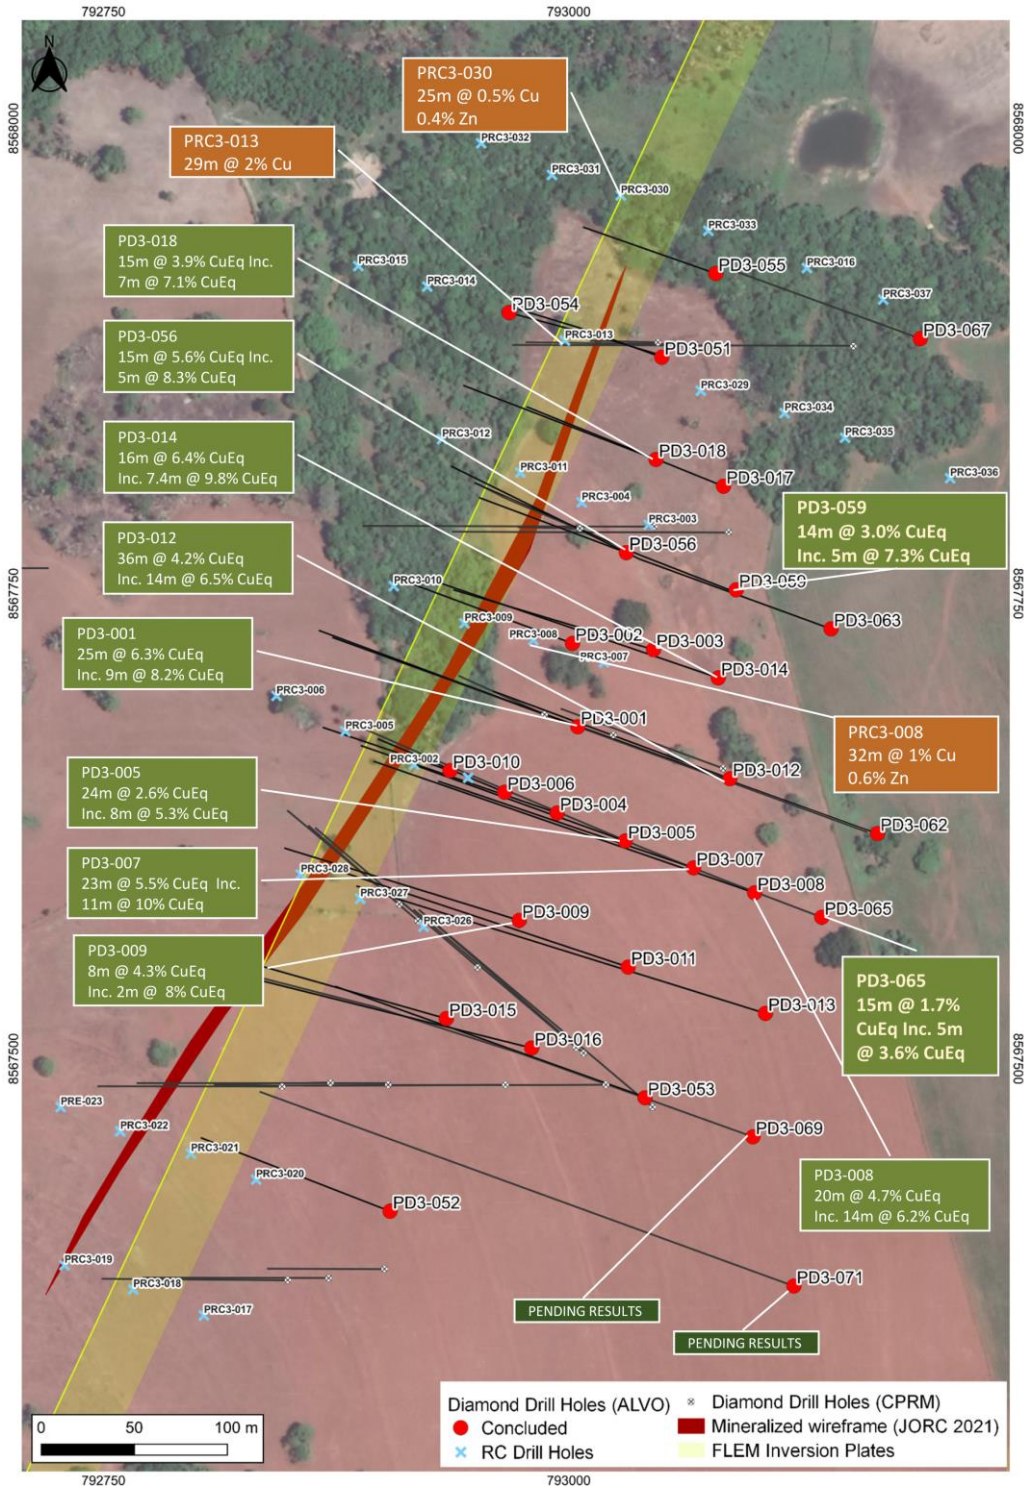 792750
793000
N
8568000
8568000
PRC3-030
25m @ 0.5% Cu
0.4% Zn
PRC3-032
PRC3-013
29m @ 2% Cu
PRC3-031
PRC3-030
PRC3-033
PD3-018
15m @ 3.9% CuEq Inc.
7m @ 7.1% CuEq
PRC3-015
PRC3-014
PD3-055
PRC3-016
PRC3-037
PD3-054
PD3-067
PRC3-013
PD3-051
PD3-056
15m @ 5.6% CuEq Inc.
5m @ 8.3% CuEq
PRC3-029
PRC3-034
PRC3-012
PRC3-035
PD3-014
16m @ 6.4% CuEq
Inc. 7.4m @ 9.8% CuEq
PRC3-011
PD3-018
PD3-017
PRC3-036
PRC3-004
PRC3-003
PD3-059
14m @ 3.0% CuEq
Inc. 5m @ 7.3% CuEq
PD3-012
36m @ 4.2% CuEq
Inc. 14m @ 6.5% CuEq
PD3-056
PD3-059
8567750
8567750
PRC3-010
PRC3-009
PRC3-008
PD3-002
PD3-003
PD3-063
PRC3-007
PD3-014
PD3-001
25m @ 6.3% CuEq
Inc. 9m @ 8.2% CuEq
PRC3-006
PRC3-005
PD3-001
PRC3-008
32m @ 1% Cu
0.6% Zn
PRC3-002
PD3-010
PD3-012
PD3-005
24m @ 2.6% CuEq
Inc. 8m @ 5.3% CuEq
PD3-006
PD3-004
PD3-062
PD3-005
PD3-007
23m @ 5.5% CuEq Inc.
11m @ 10% CuEq
PRC3-028
PD3-007
PRC3-027
PD3-008
PRC3-026
PD3-009
PD3-065
PD3-009
8m @ 4.3% CuEq
Inc. 2m @ 8% CuEq
PD3-011
PD3-065
15m @ 1.7%
CuEq Inc. 5m
@ 3.6% CuEq
PD3-015
PD3-013
PD3-016
8567500
8567500
PD3-053
PRE-023
PRC3-022
PD3-069
PRC3-021
PRC3-020
PD3-008
20m @ 4.7% CuEq
Inc. 14m @ 6.2% CuEq
PD3-052
PRC3-019
PRC3-018
PD3-071
PRC3-017
PENDING RESULTS
PENDING RESULTS
Diamond Drill Holes (ALVO)
Concluded
RC Drill Holes
Diamond Drill Holes (CPRM)
Mineralized wireframe (JORC 2021)
FLEM Inversion Plates
0 50 100 m
792750
793000